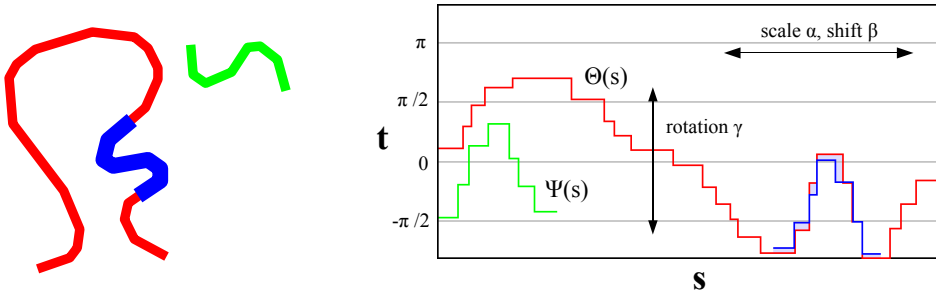 π
scale α, shift β
Θ(s)
π /2
t
rotation γ
0
Ψ(s)
-π /2
s